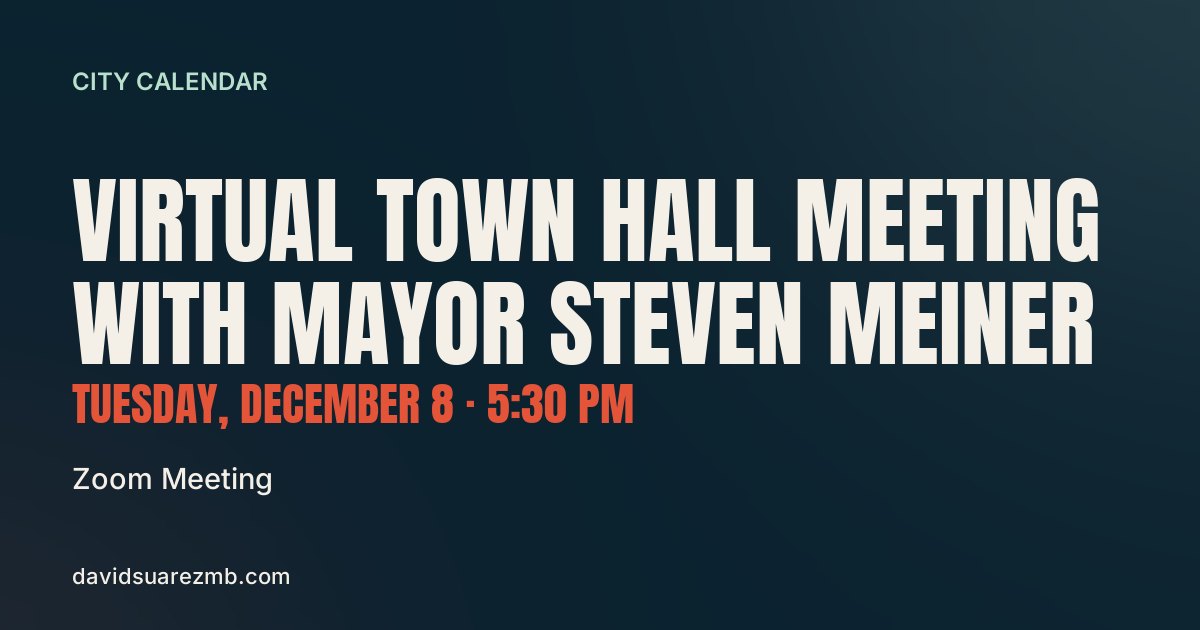 CITY CALENDAR
VIRTUAL TOWN HALL MEETING
WITH MAYOR STEVEN MEINER
TUESDAY, DECEMBER 8 · 5:30 PM
Zoom Meeting
davidsuarezmb.com